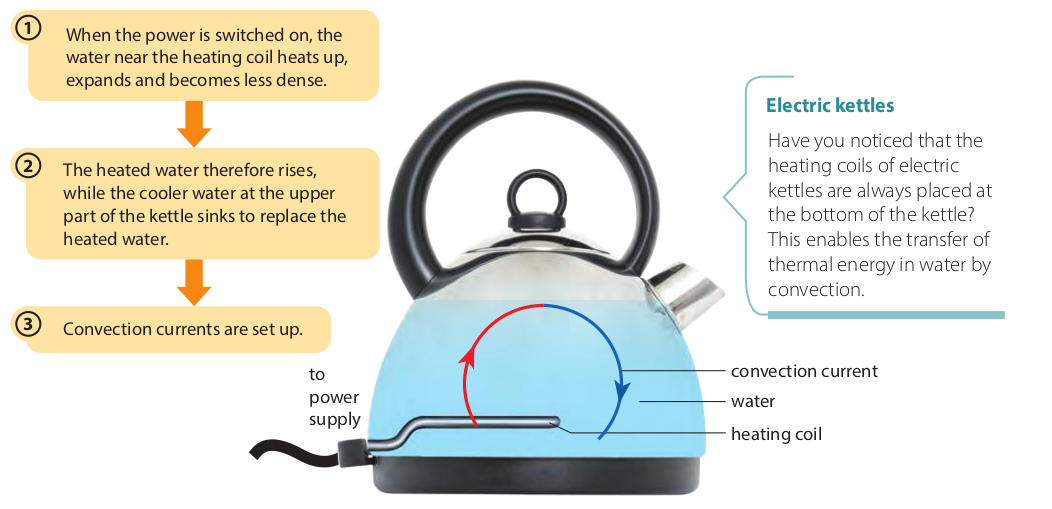 1
When the power is switched on, the
water near the heating coil heats up,
expands and becomes less dense.
2
The heated water therefore rises,
while the cooler water at the upper
part of the kettle sinks to replace the
heated water.
3
Convection currents are set up.
to
power
supply
Electric kettles
Have you noticed that the
heating coils of electric
kettles are always placed at
the bottom of the kettle?
This enables the transfer of
thermal energy in water by
convection.
convection current
water
heating coil